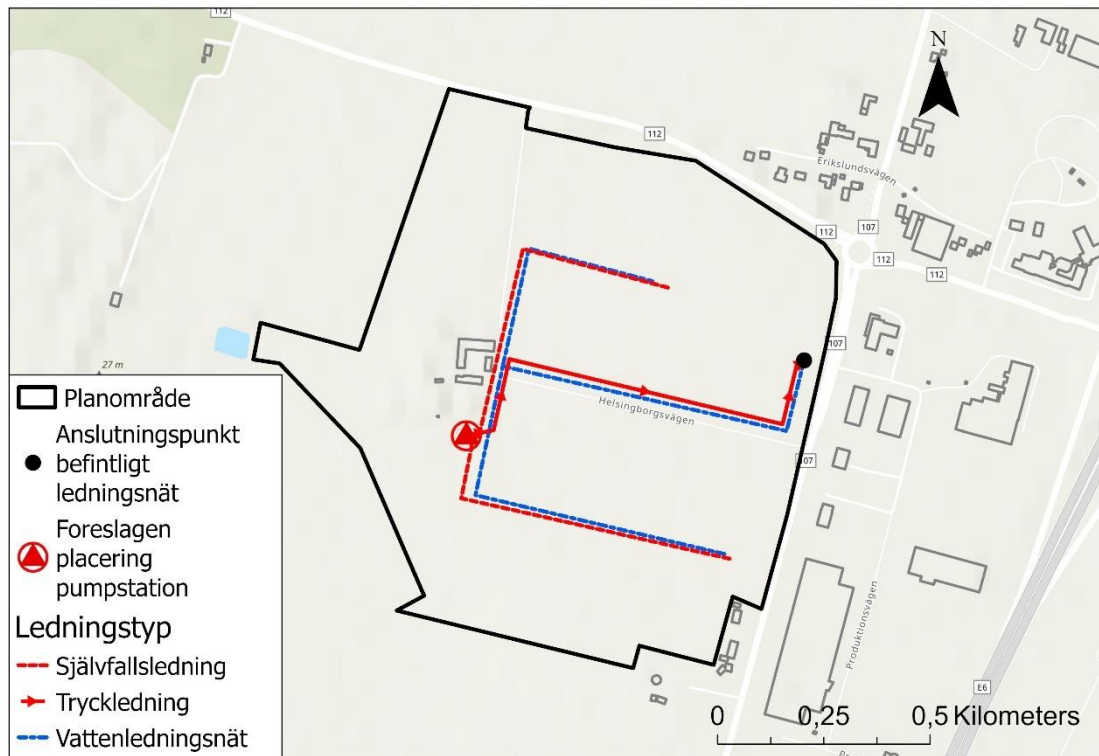 112
N
112
Erikslundsvägen
107
112
112
112
107
27 m
Helsingborgsvägen
107
Planområde
Anslutningspunkt
befintligt
ledningsnät
Foreslagen
placering
pumpstation
Ledningstyp
Självfallsledning
Tryckledning
Vattenledningsnät
Produktionsvägen
E6
0 0,25 0,5 Kilometers